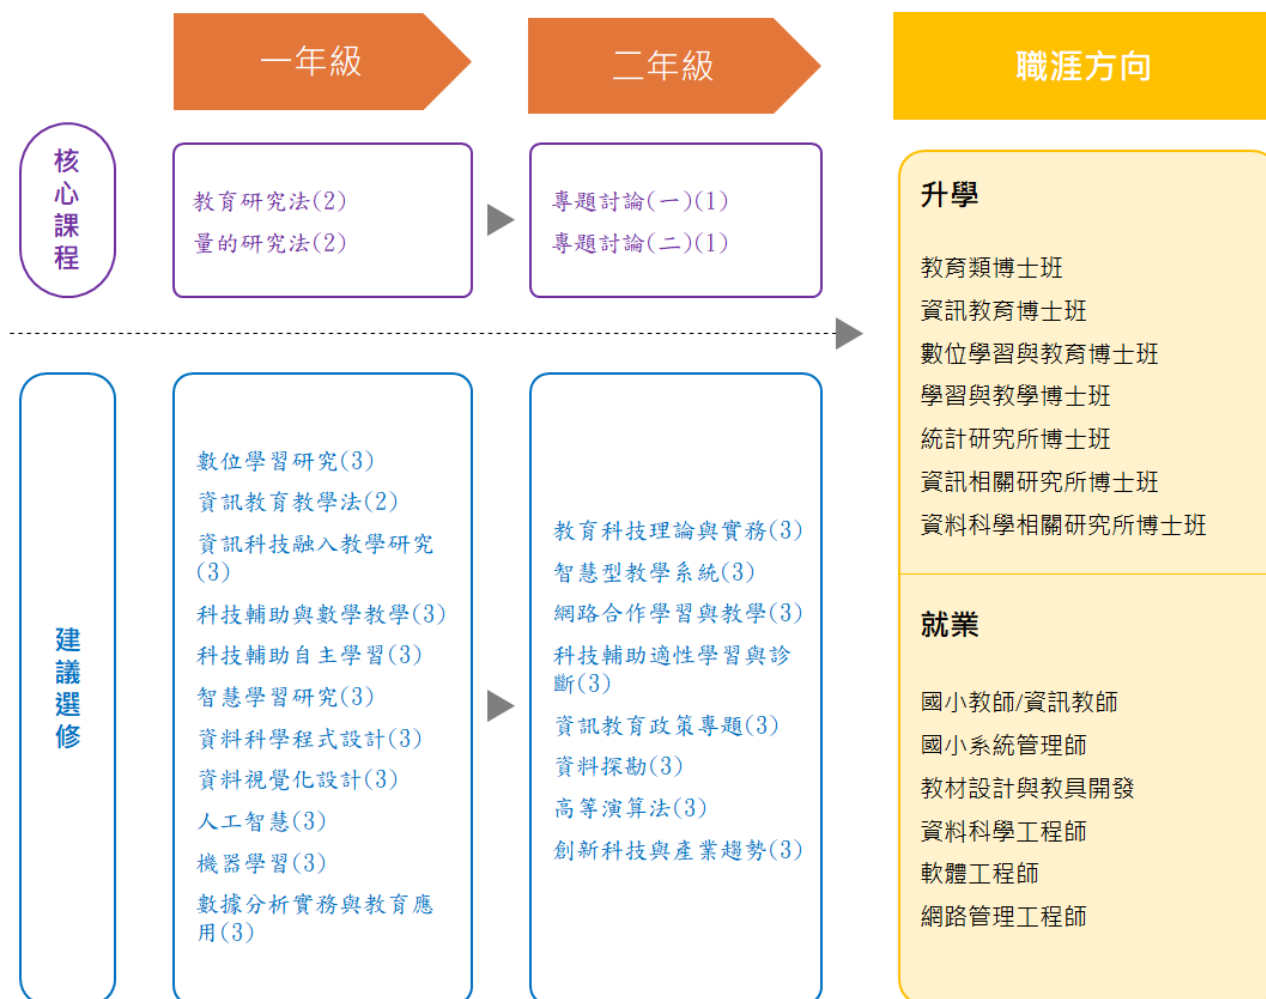 一年級
二年級
職涯方向
核心課程
教育研究法(2)
量的研究法(2)
專題討論(一)(1)
專題討論(二)(1)
建議選修
數位學習研究(3)
資訊教育教學法(2)
資訊科技融入教學研究
(3)
科技輔助與數學教學(3)
科技輔助自主學習(3)
智慧學習研究(3)
資料科學程式設計(3)
資料視覺化設計(3)
人工智慧(3)
機器學習(3)
數據分析實務與教育應
用(3)
教育科技理論與實務(3)
智慧型教學系統(3)
網路合作學習與教學(3)
科技輔助適性學習與診
斷(3)
資訊教育政策專題(3)
資料探勘(3)
高等演算法(3)
創新科技與產業趨勢(3)
升學
教育類博士班
資訊教育博士班
數位學習與教育博士班
學習與教學博士班
統計研究所博士班
資訊相關研究所博士班
資料科學相關研究所博士班
就業
國小教師/資訊教師
國小系統管理師
教材設計與教具開發
資料科學工程師
軟體工程師
網路管理工程師